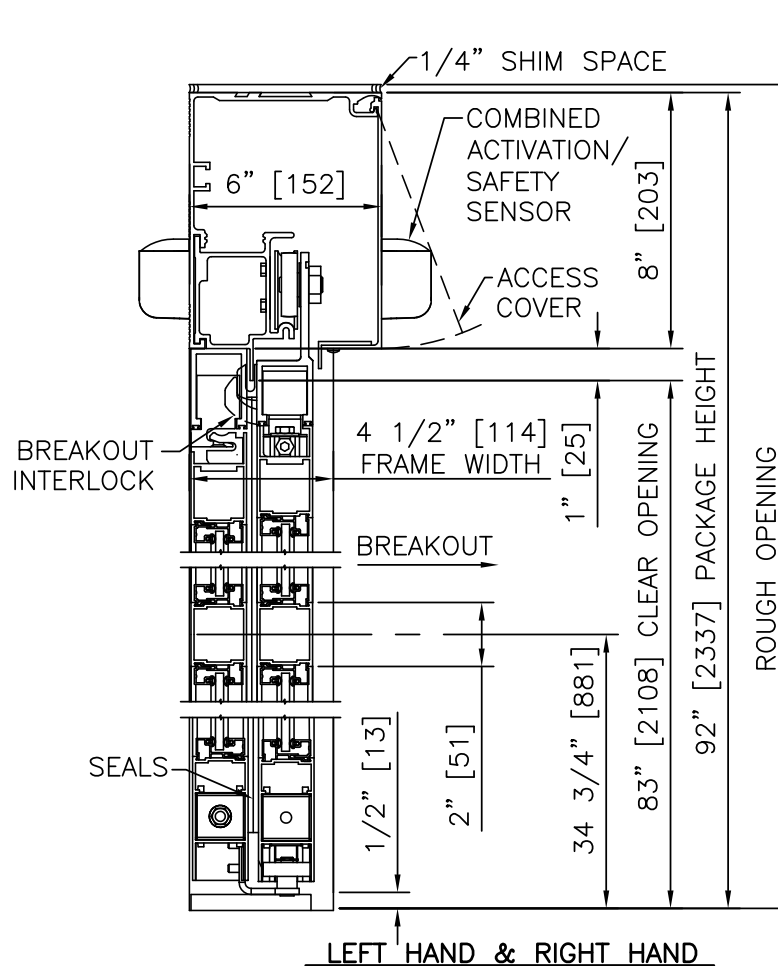 1/4" SHIM SPACE
COMBINED
ACTIVATION/
SAFETY
SENSOR
6" [152]
8" [203]
ACCESS
COVER
BREAKOUT
INTERLOCK
4 1/2" [114]
FRAME WIDTH
1" [25]
BREAKOUT
83" [2108] CLEAR OPENING
92" [2337] PACKAGE HEIGHT
ROUGH OPENING
SEALS
1/2" [13]
2" [51]
34 3/4" [881]
LEFT HAND & RIGHT HAND